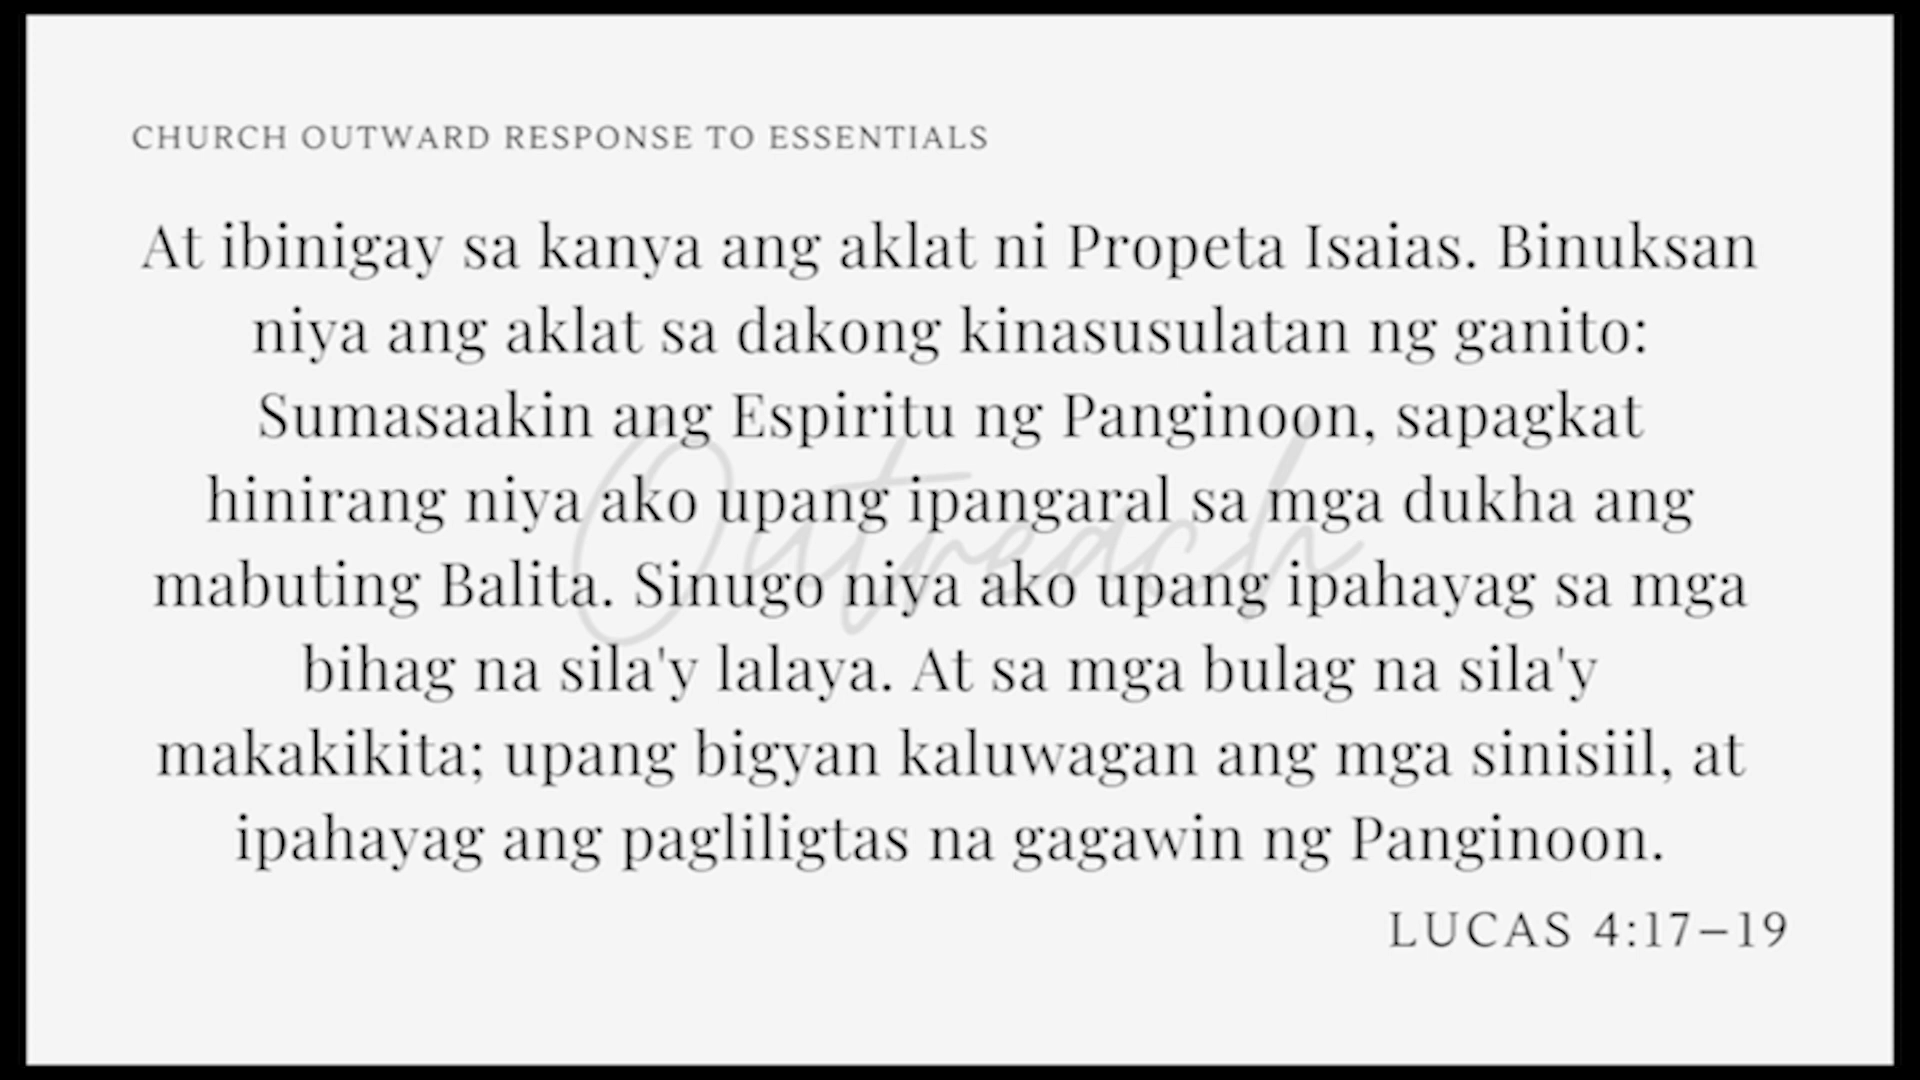 CHURCH OUTWARD RESPONSE TO ESSENTIALS
At ibinigay sa kanya ang aklat ni Propeta Isaias. Binuksan
niya ang aklat sa dakong kinasusulatan ng ganito:
Sumasaakin ang Espiritu ng Panginoon, sapagkat
hinirang niya ako upang ipangaral sa mga dukha ang
mabuting Balita. Sinugo niya ako upang ipahayag sa mga
bihag na sila'y lalaya. At sa mga bulag na sila'y
makakikita; upang bigyan kaluwagan ang mga sinisiil, at
ipahayag ang pagliligtas na gagawin ng Panginoon.
LUCAS 4:17–19
Outreach